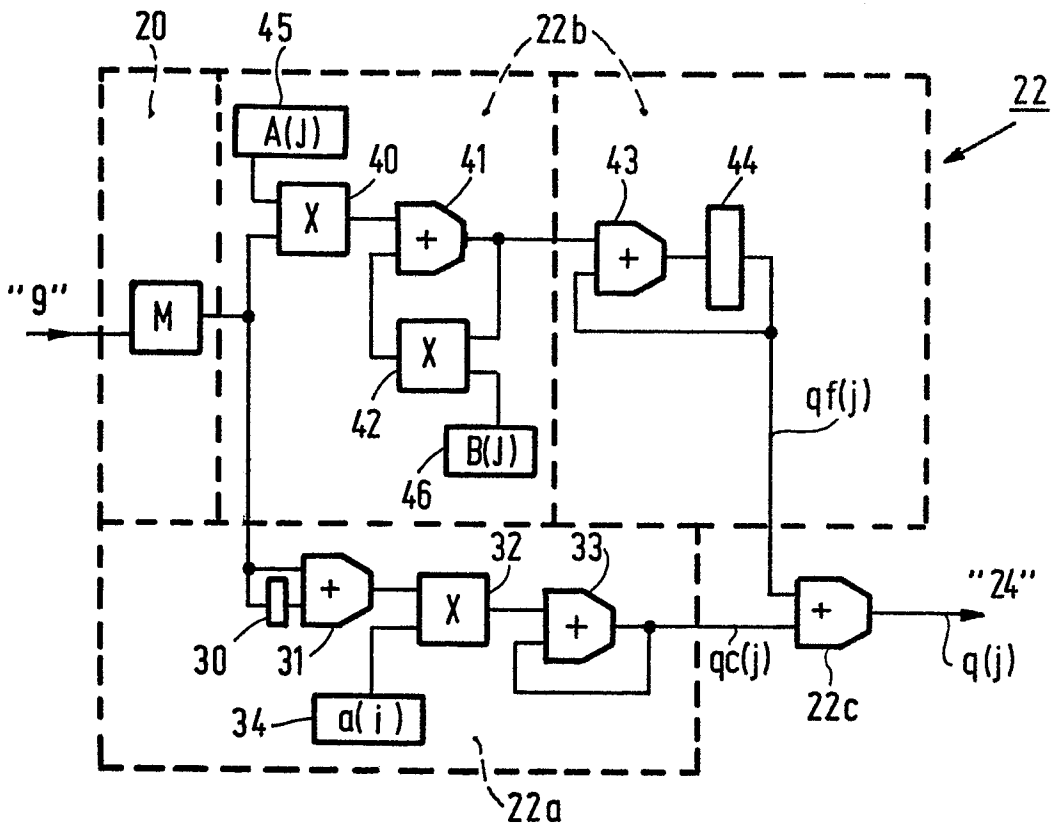 20
45
22b
22
A(J)
40
41
43
44
X
+
+
"9"
M
X
42
qf(j)
B(J)
46
32
33
"24"
+
X
+
+
30
31
qc(j)
q(j)
34
a(j)
22c
22a